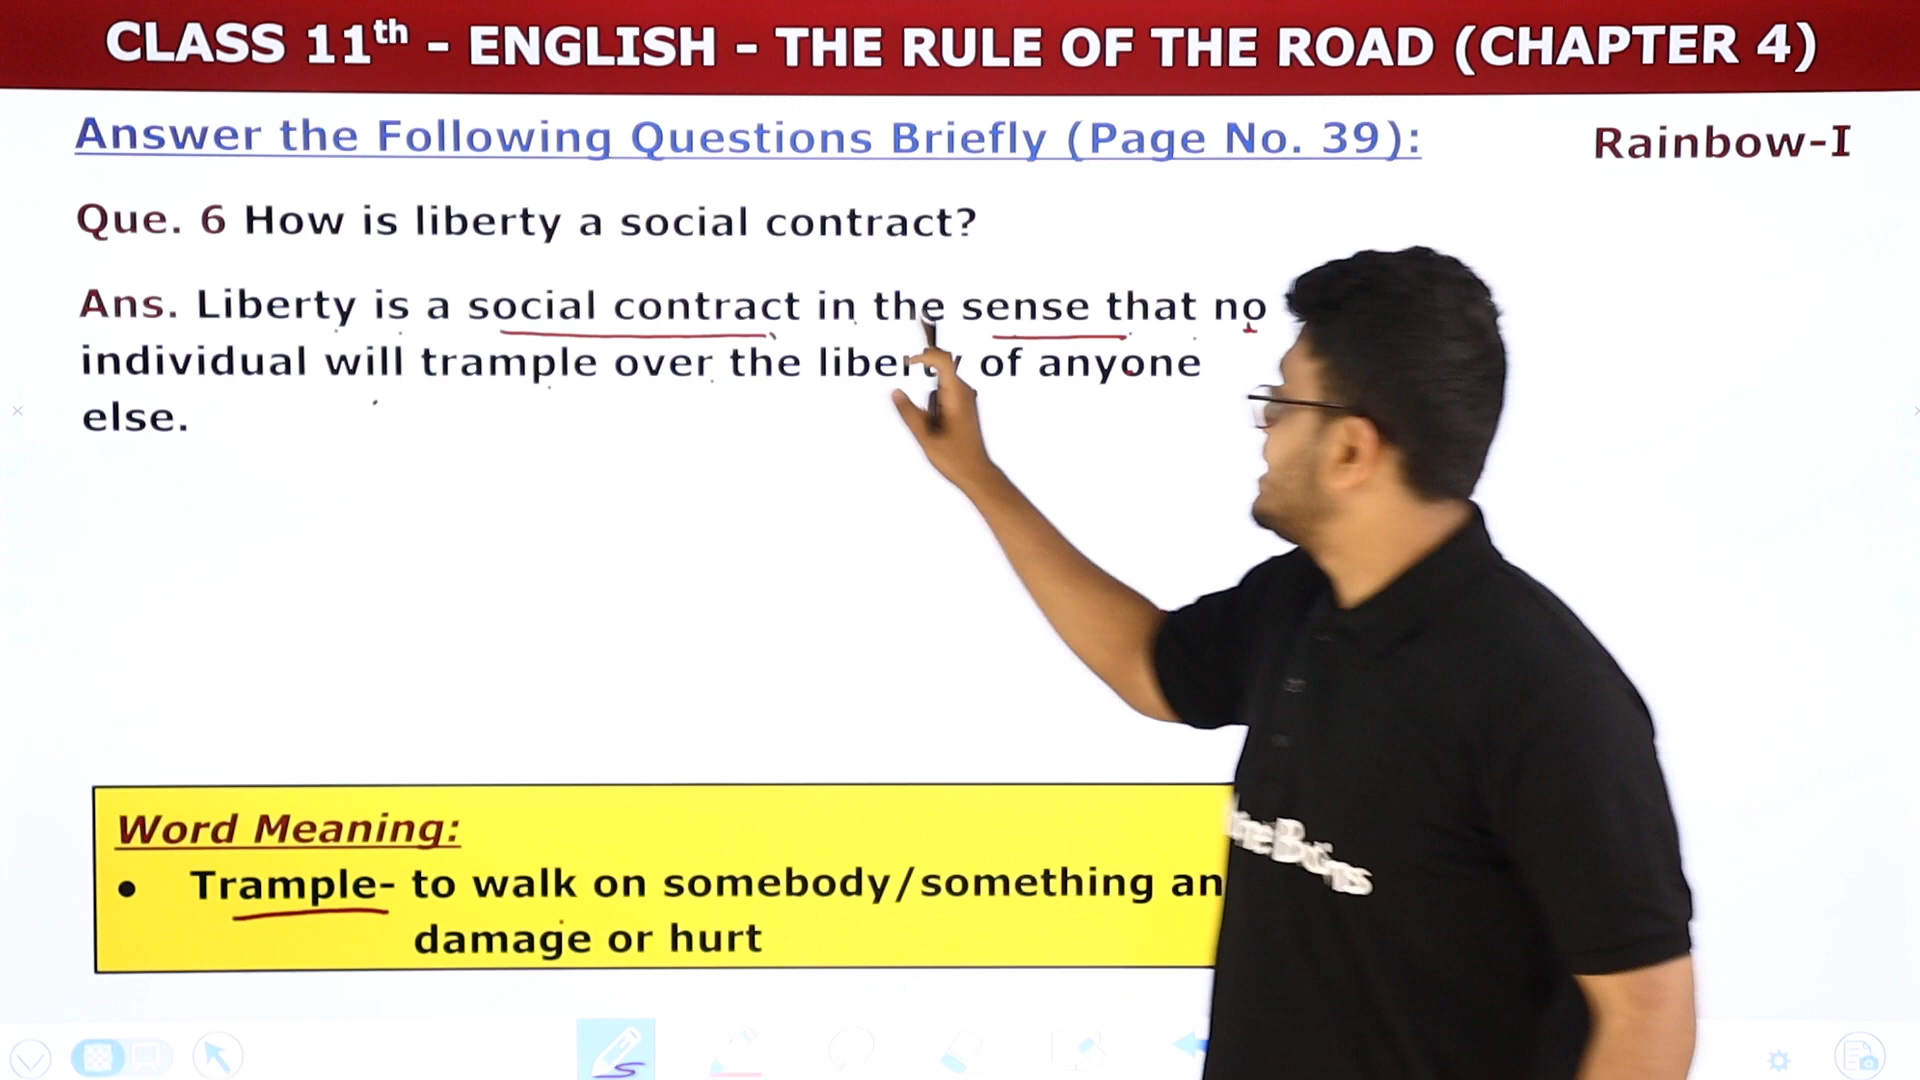 CLASS 11th - ENGLISH - THE RULE OF THE ROAD (CHAPTER 4)
Answer the Following Questions Briefly (Page No. 39):
Rainbow-I
Que. 6 How is liberty a social contract?
Ans. Liberty is a social contract in the sense that no
individual will trample over the liberty of anyone
else.
Word Meaning:
• Trample- to walk on somebody/something
damage or hurt